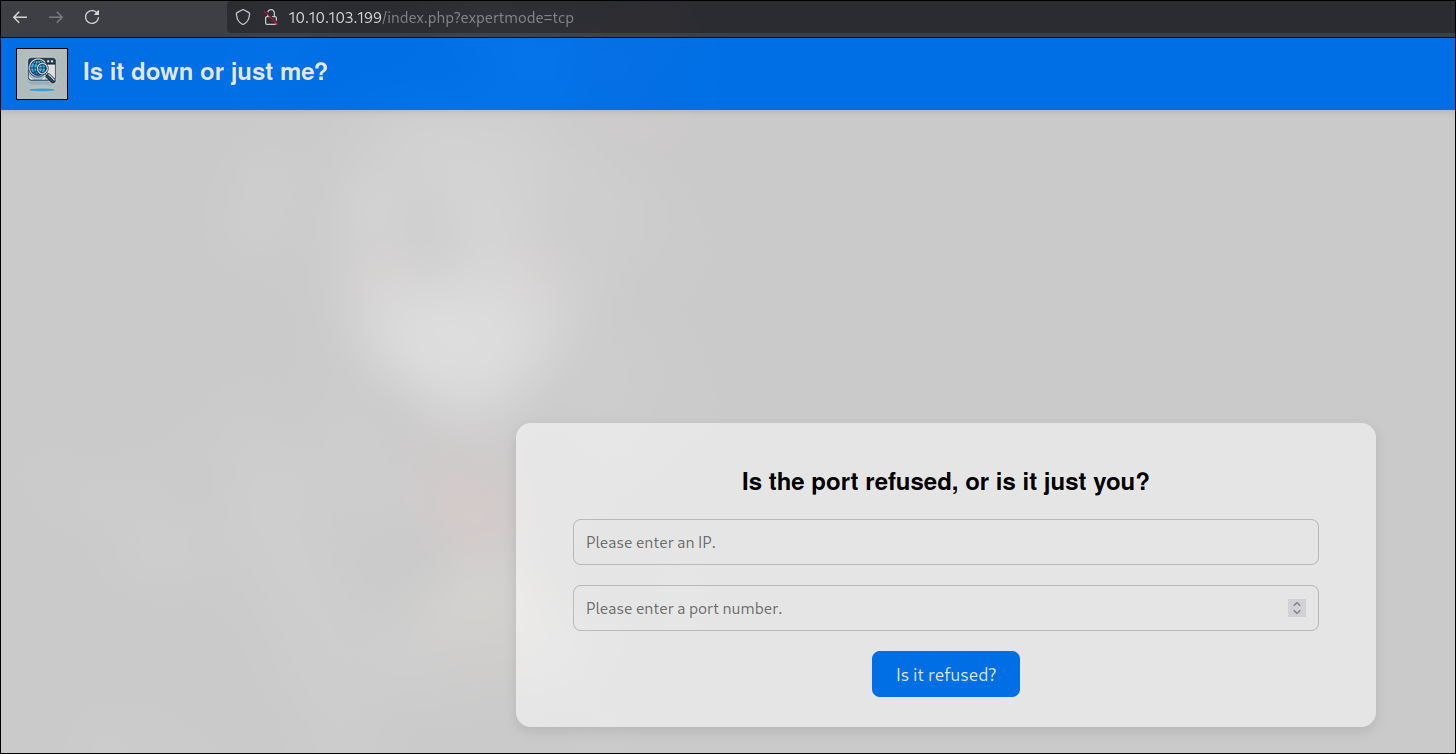 10.10.103.199/index.php?expertmode=tcp
Is it down or just me?
Is the port refused, or is it just you?
Please enter an IP.
Please enter a port number.
Is it refused?